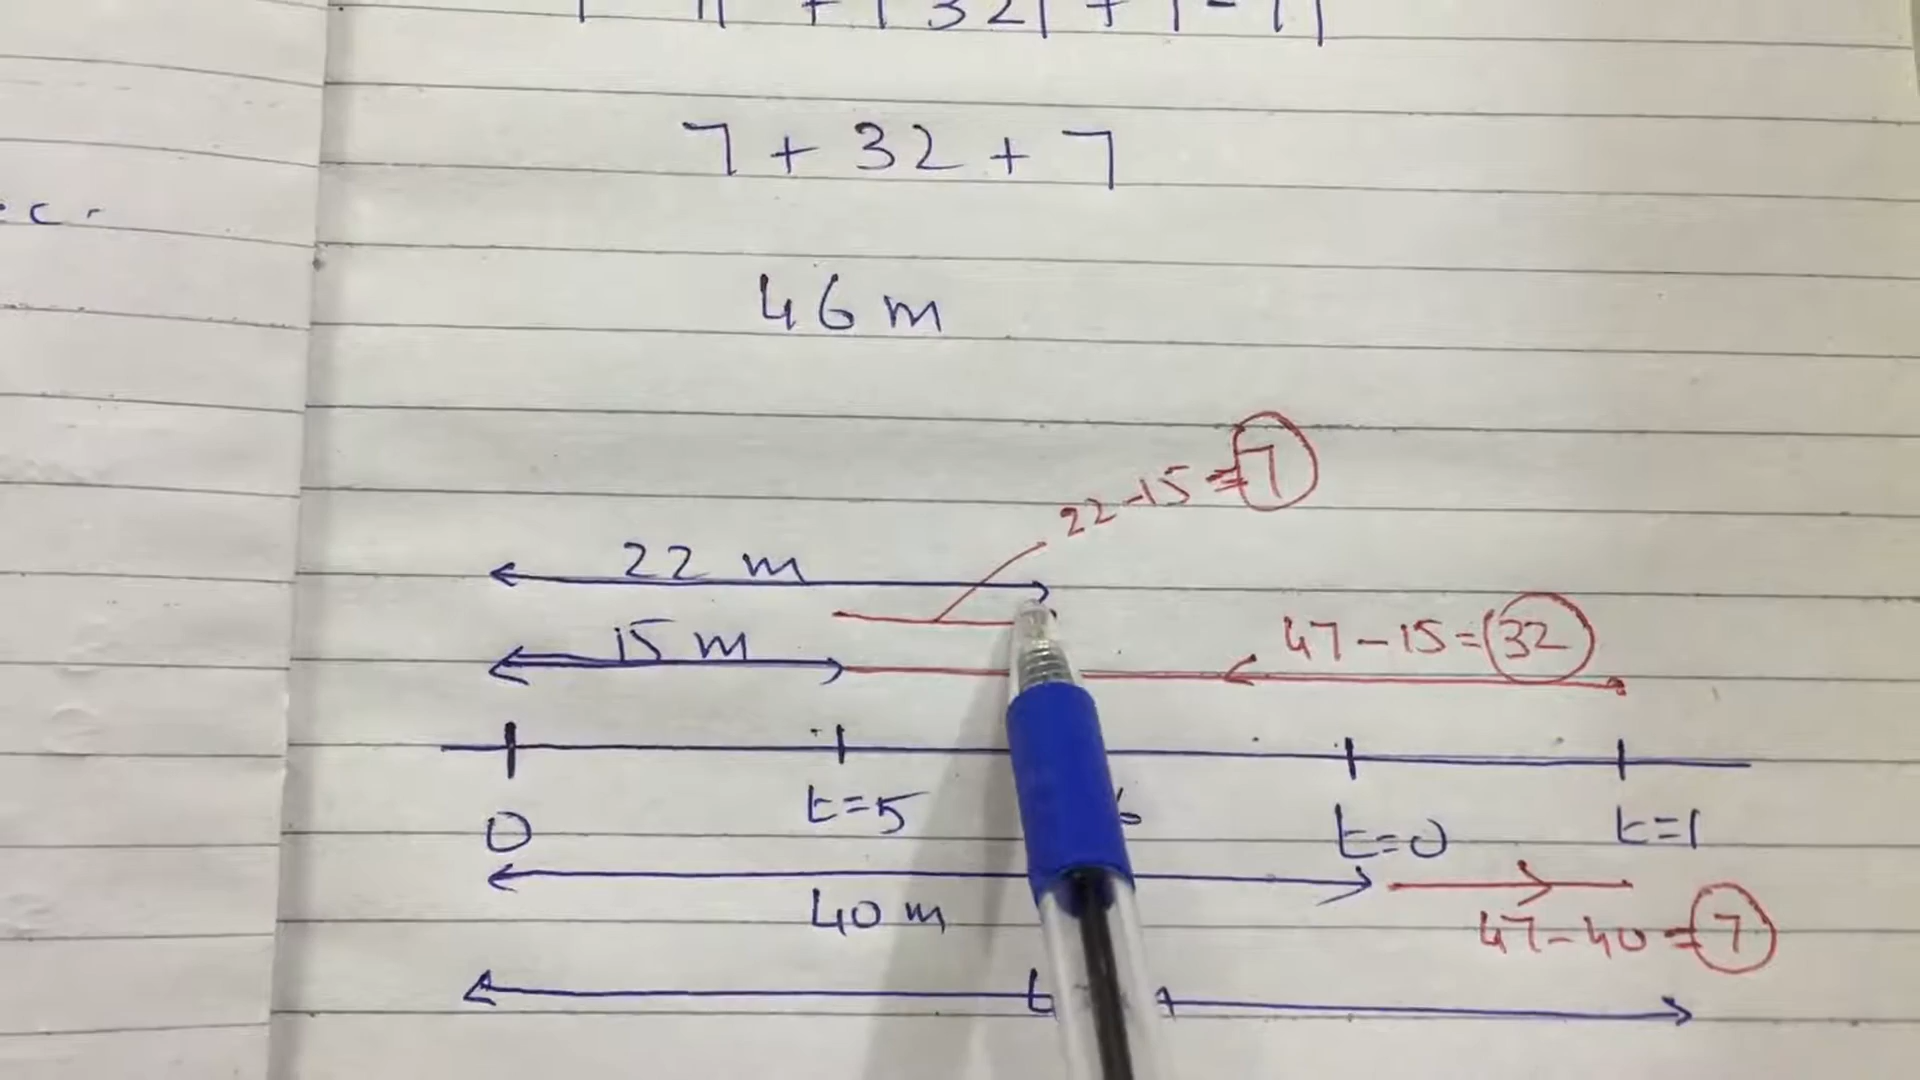 7 + 32 + 7
c.
46 m
22-15=7
22 m
47-15=32
15 m
0 t=5 6 t=0 t=1
40 m
47-40=7